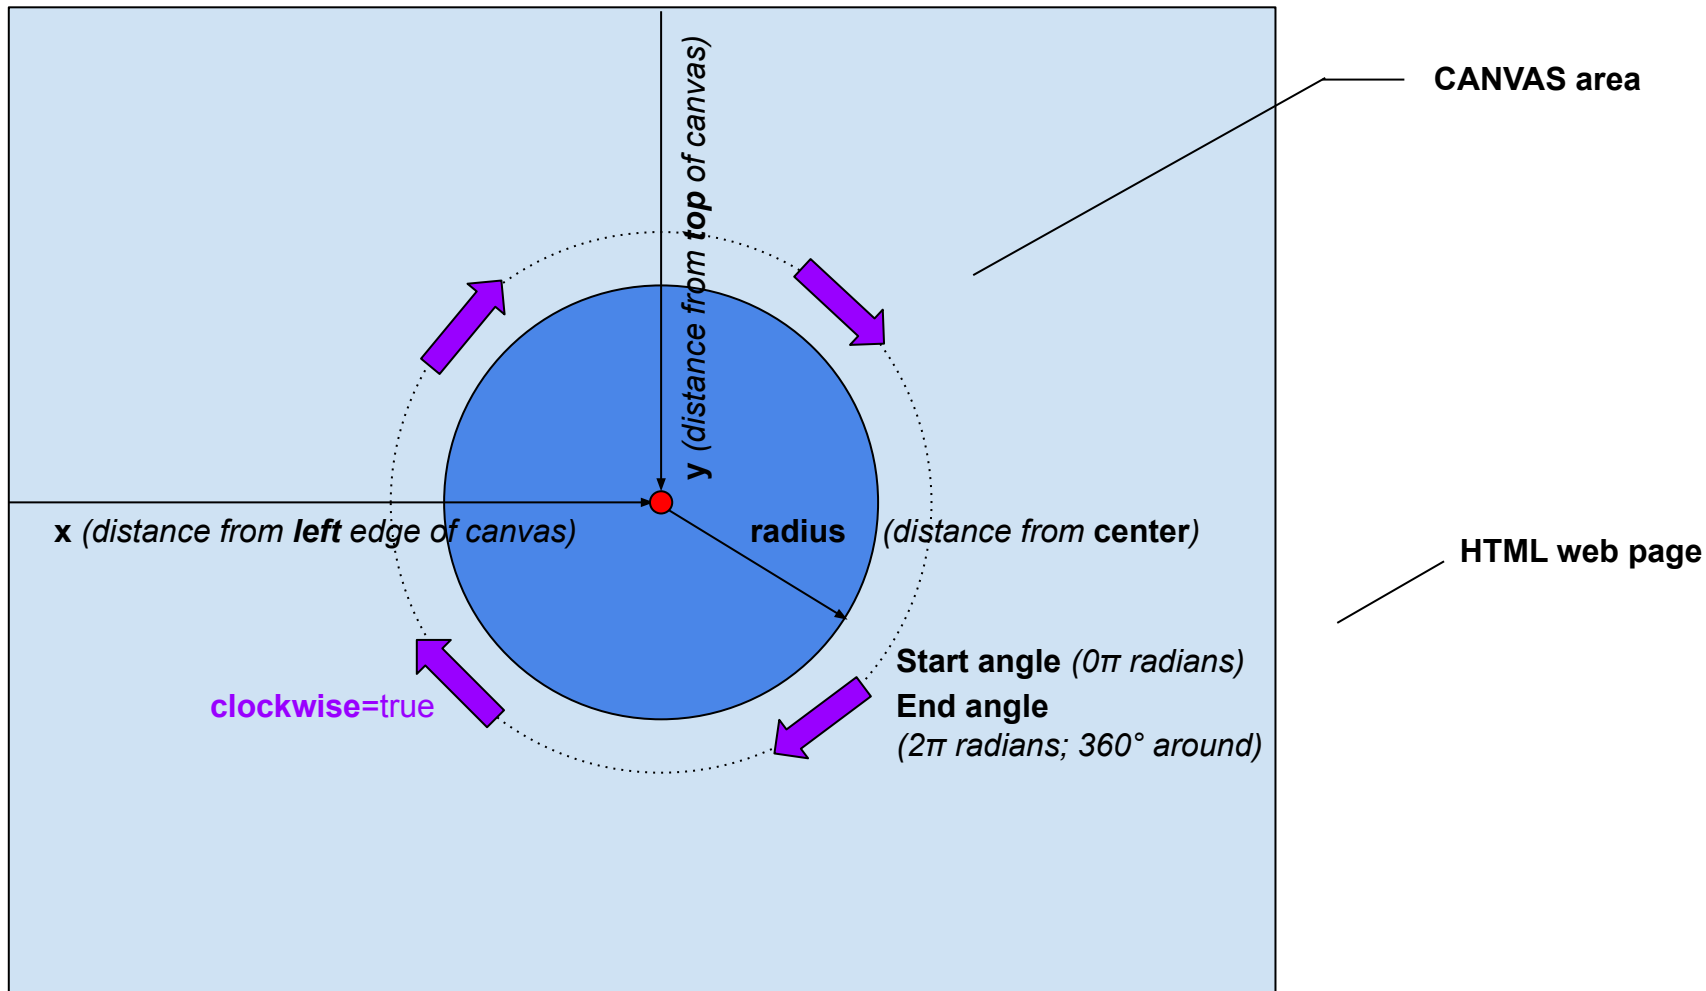 CANVAS area
y (distance from top of canvas)
x (distance from left edge of canvas)
radius (distance from center)
HTML web page
Start angle (0π radians)
clockwise=true
End angle
(2π radians; 360° around)